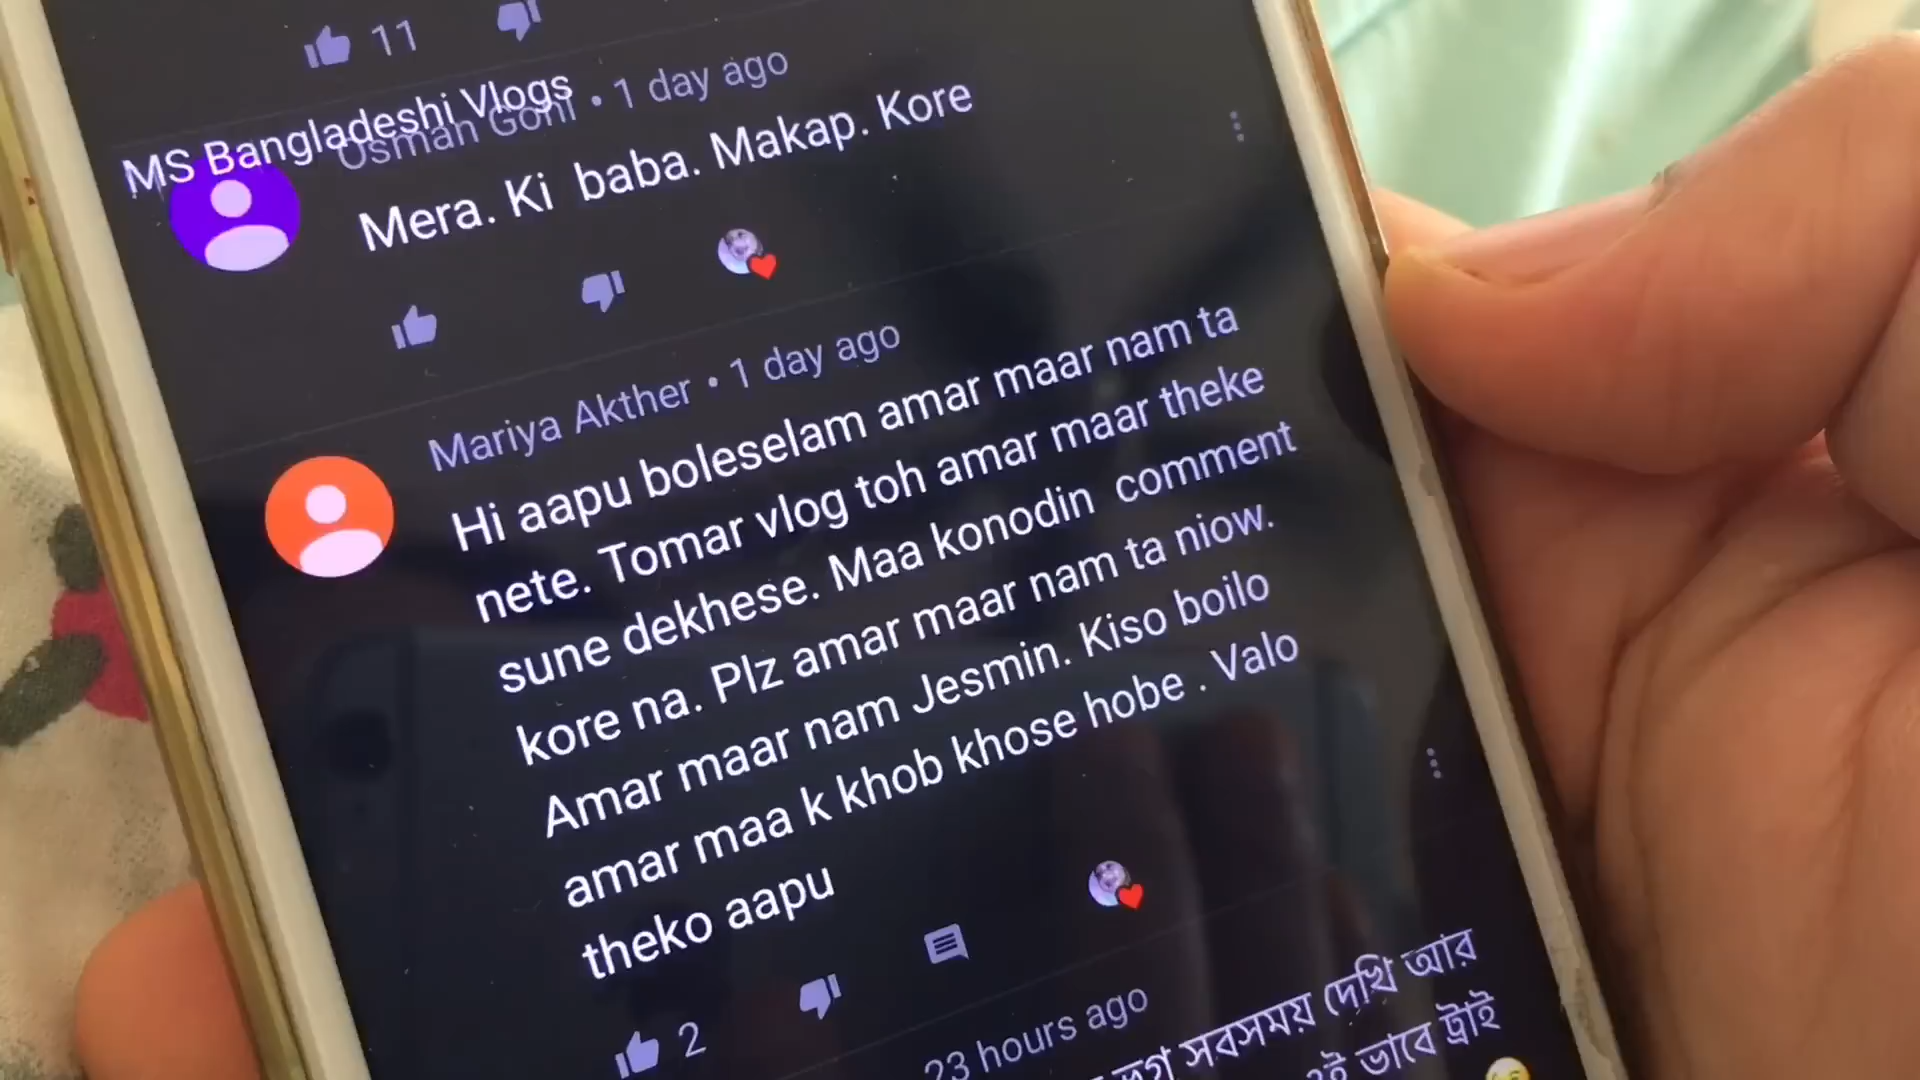 11
MS Bangladeshi Vlogs
Osman Goni • 1 day ago
Mera. Ki baba. Makap. Kore
Mariya Akther • 1 day ago
Hi aapu boleselam amar maar nam ta
nete. Tomar vlog toh amar maar theke
sune dekhese. Maa konodin comment
kore na. Plz amar maar nam ta niow.
Amar maar nam Jesmin. Kiso boilo
amar maa k khob khose hobe . Valo
theko aapu
2
23 hours ago
সবসময় দেখি আর
ভাবে ট্রাই